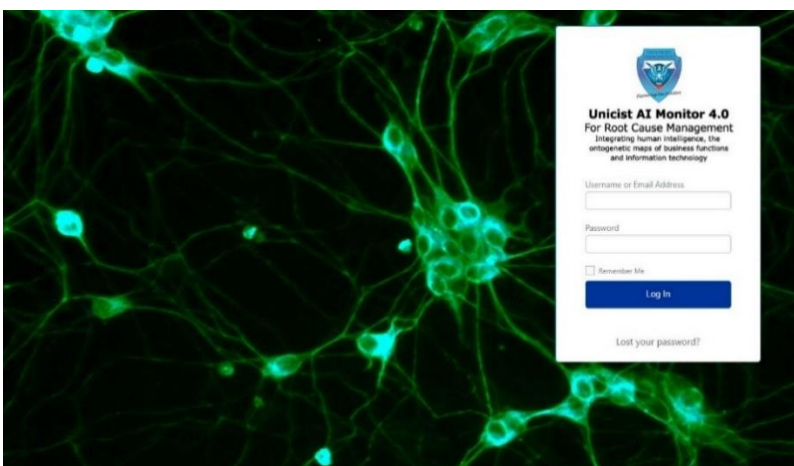 Unicist AI Monitor 4.0
For Root Cause Management
Integrating human intelligence, the
ontogenetic maps of business functions
and information technology
Username or Email Address
Password
Remember Me
Log In
Lost your password?